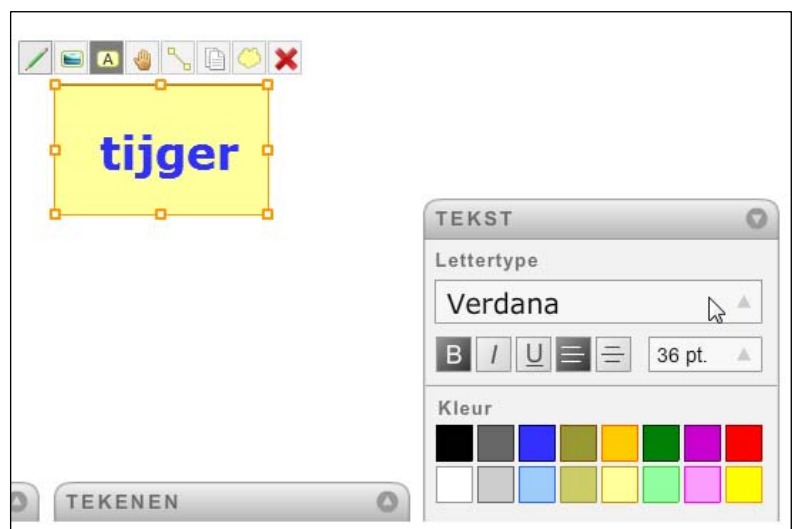 A
tijger
TEKST
Lettertype
Verdana
B I U 36 pt.
Kleur
TEKENEN